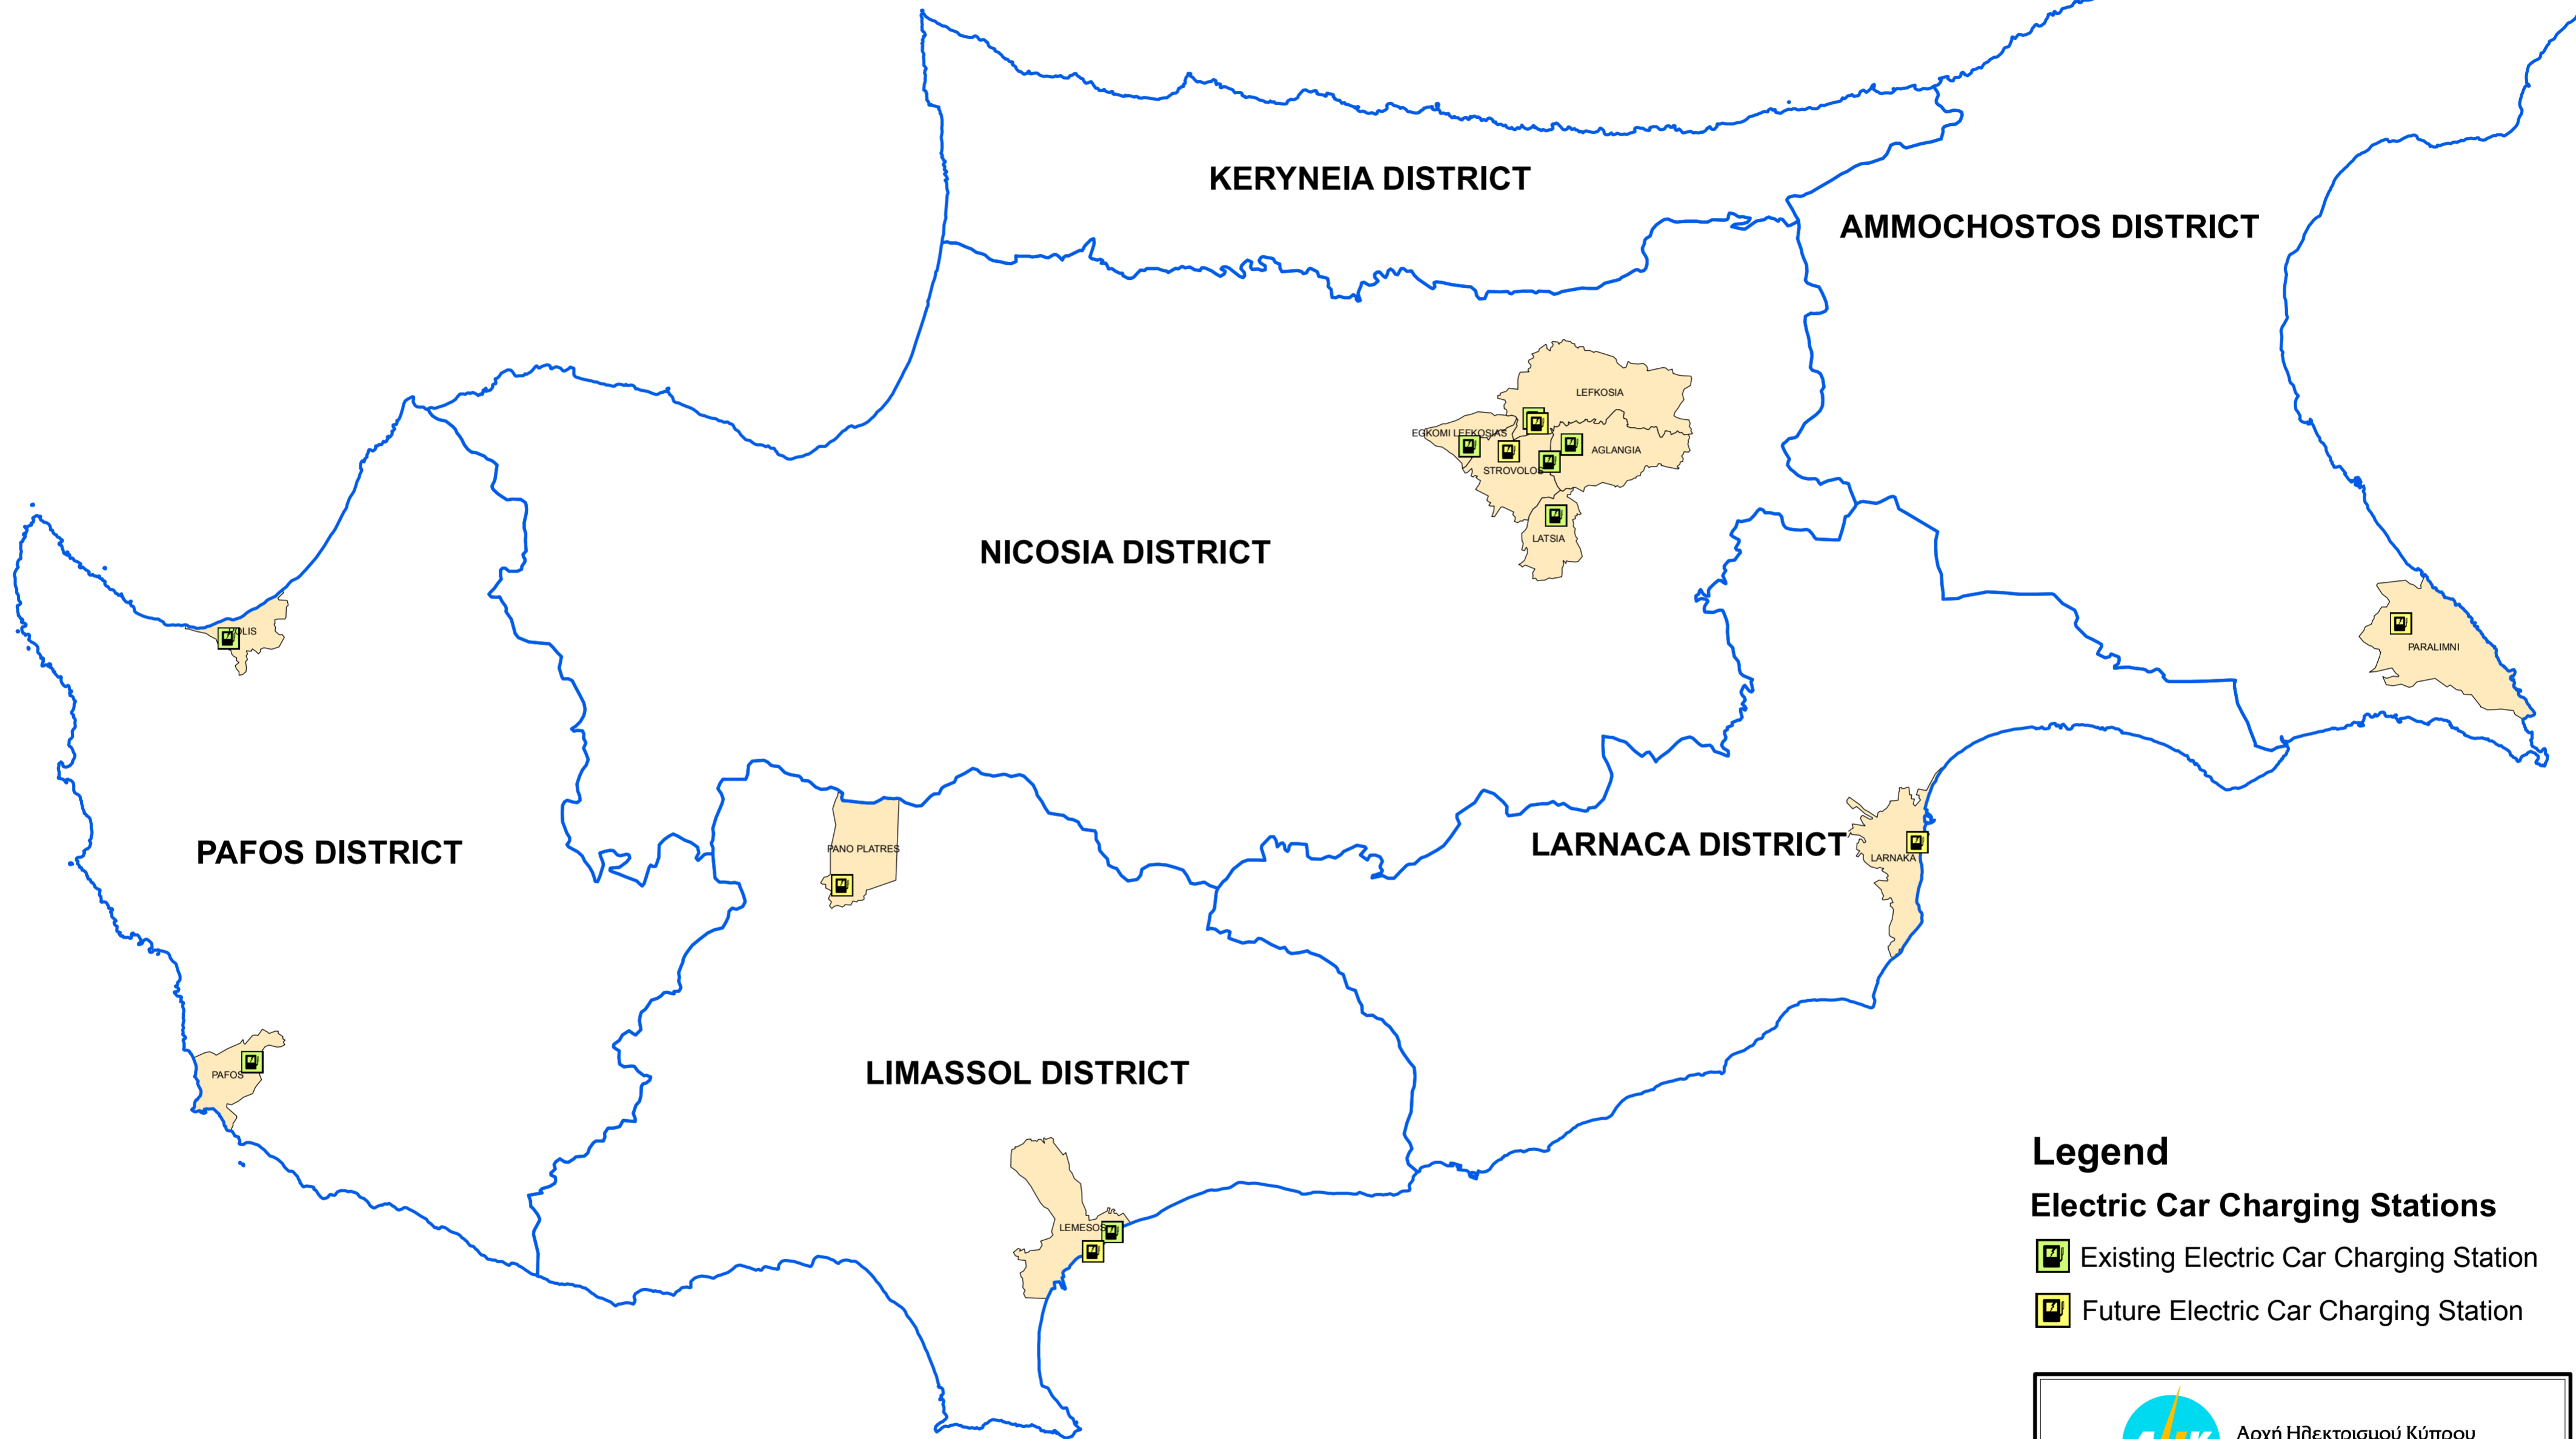 KERYNEIA DISTRICT
AMMOCHOSTOS DISTRICT
LEFKOSIA
EGKOMI LEFKOSIAS
AGLANGIA
STROVOLOS
LATSIA
NICOSIA DISTRICT
POLIS
PARALIMNI
PAFOS DISTRICT
PANO PLATRES
LARNACA DISTRICT
LARNAKA
PAFOS
LIMASSOL DISTRICT
LEMESOS
Legend
Electric Car Charging Stations
Existing Electric Car Charging Station
Future Electric Car Charging Station
Αρχή Ηλεκτρισμού Κύπρου